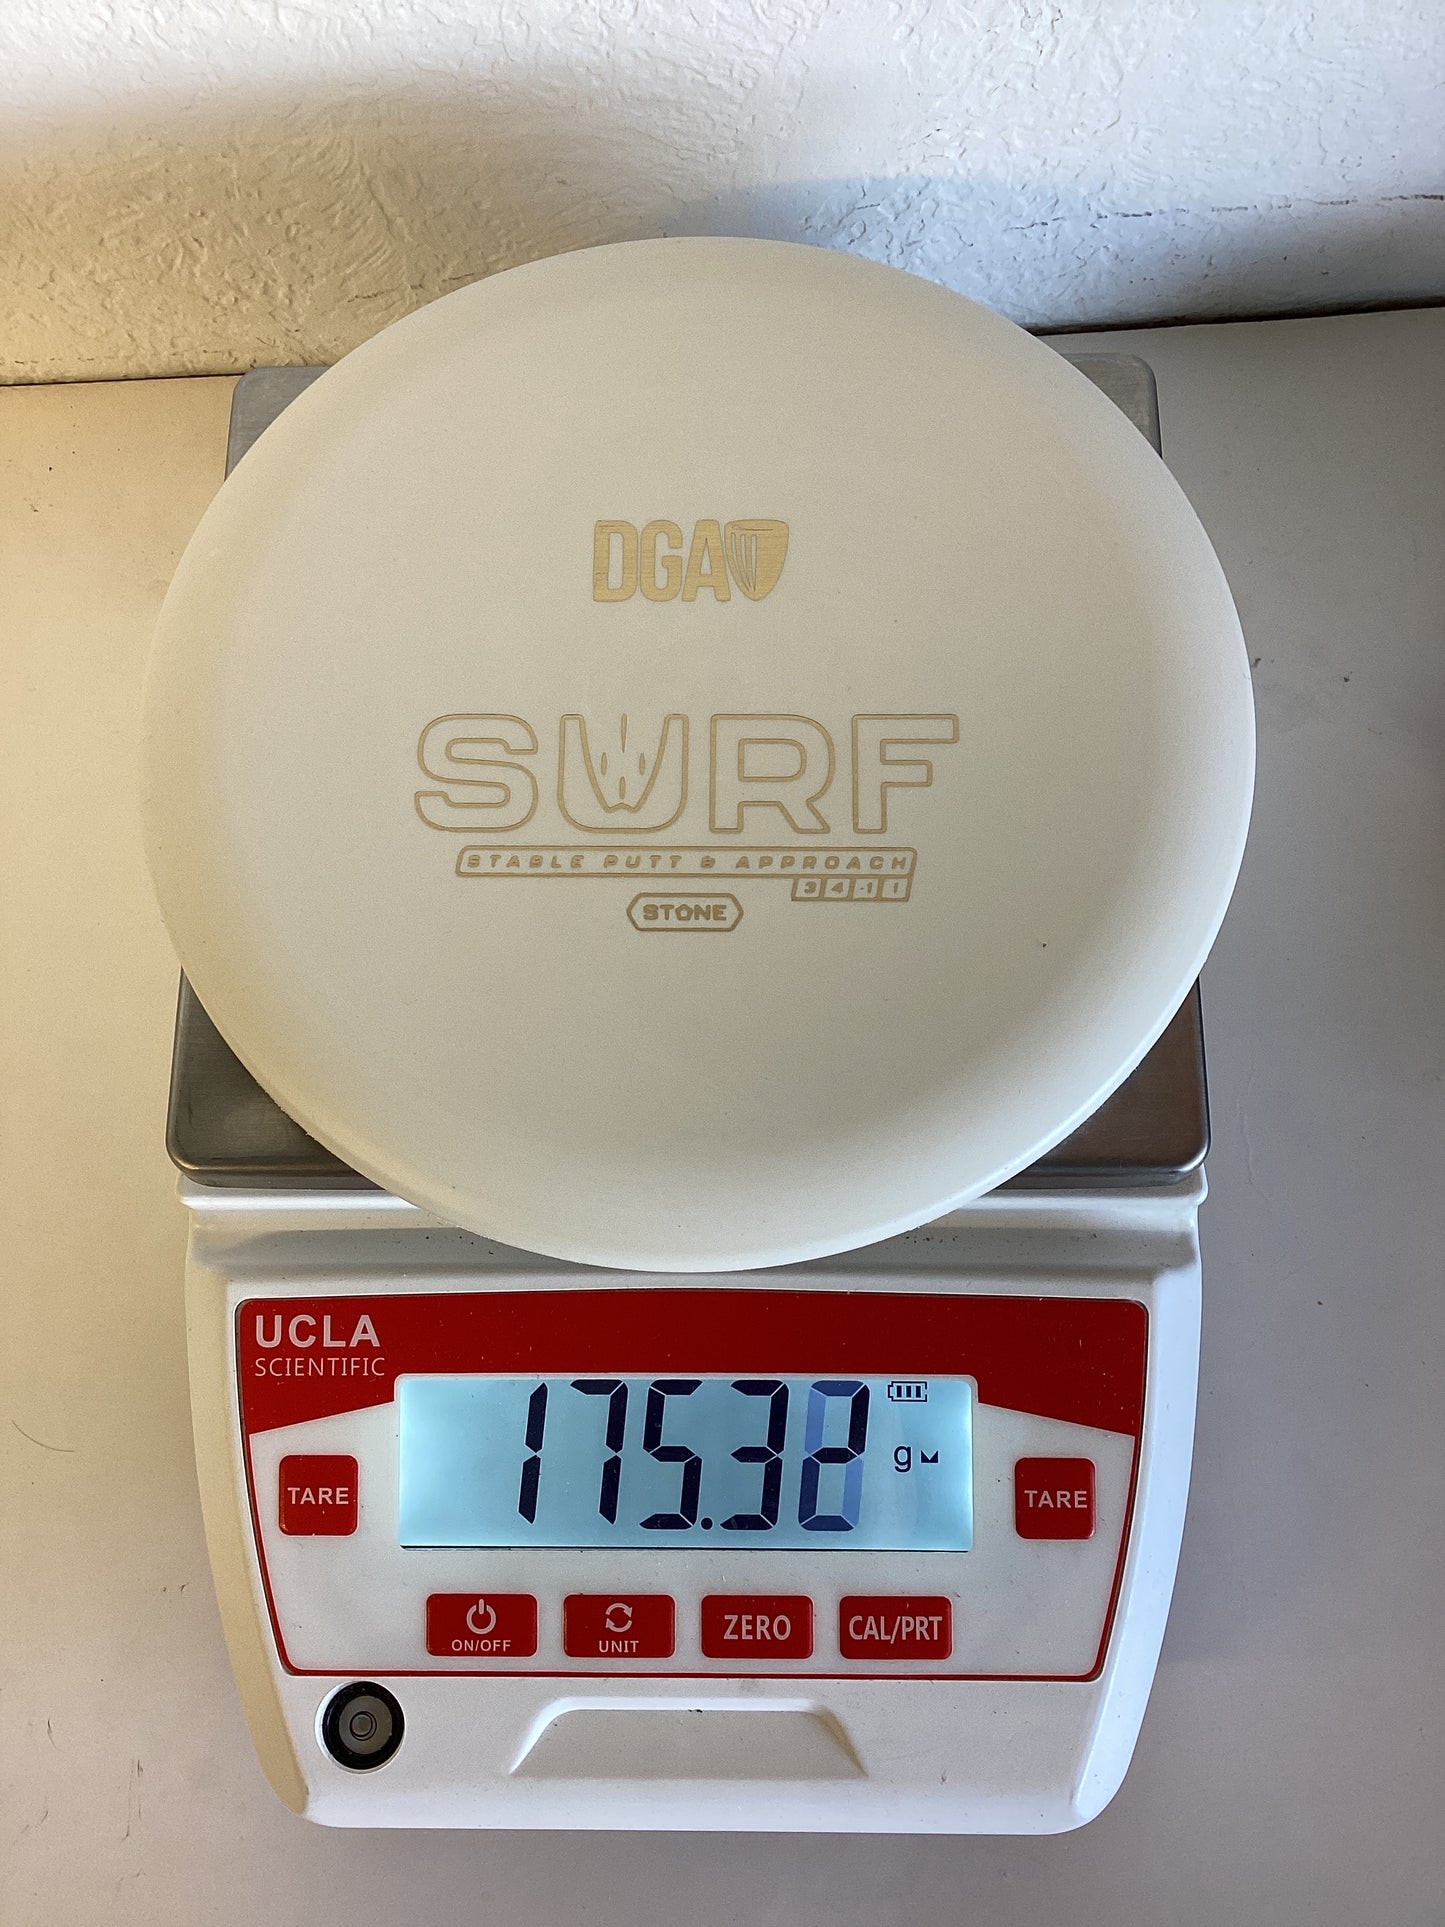 DGA
SURF
STABLE PUTT & APPROACH
3 4 -1 1
STONE
UCLA
SCIENTIFIC
175.38 g
TARE
TARE
ON/OFF
UNIT
ZERO
CAL/PRT